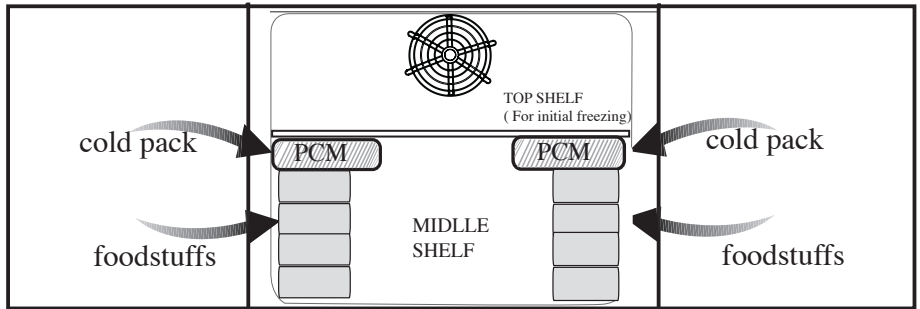 TOP SHELF
( For initial freezing)
cold pack
PCM
PCM
cold pack
foodstuffs
MIDLLE
SHELF
foodstuffs